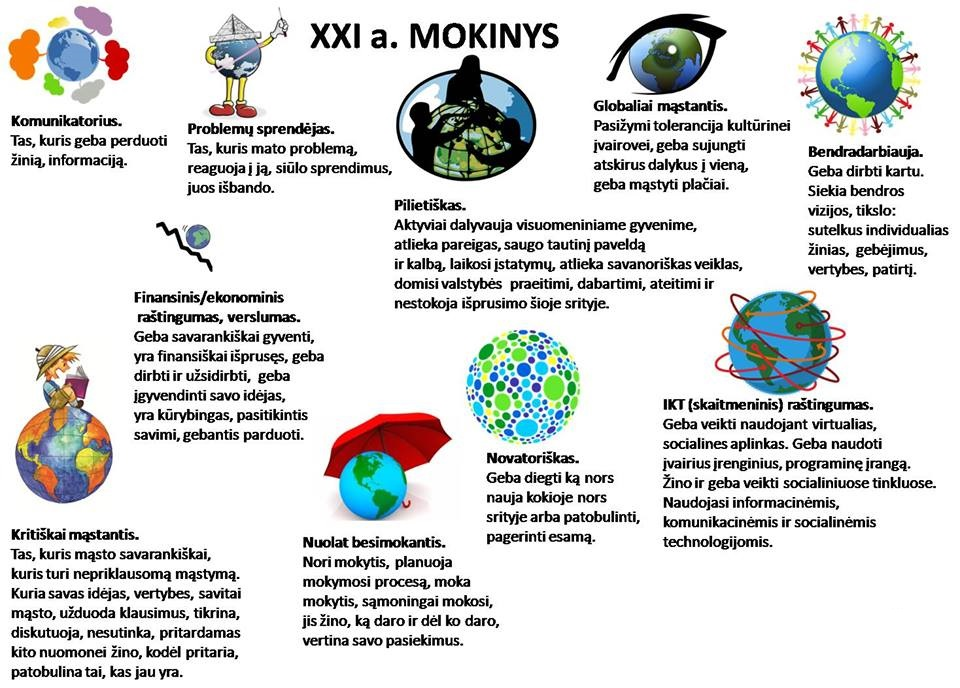 XXI a. MOKINYS
Komunikatorius.
Tas, kuris geba perduoti
žinią, informaciją.
Problemų sprendėjas.
Tas, kuris mato problemą,
reaguoja į ją, siūlo sprendimus,
juos išbando.
Pilietiškas.
Aktyviai dalyvauja visuomeniniame gyvenime,
atlieka pareigas, saugo tautinį paveldą
ir kalbą, laikosi įstatymų, atlieka savanoriškas veiklas,
domisi valstybės praeitimi, dabartimi, ateitimi ir
nestokoja išprusimo šioje srityje.
Globaliai mąstantis.
Pasižymi tolerancija kultūrinei
įvairovei, geba sujungti
atskirus dalykus į vieną,
geba mąstyti plačiai.
Bendradarbiauja.
Geba dirbti kartu.
Siekia bendros
vizijos, tikslo:
sutelkus individualias
žinias, gebėjimus,
vertybes, patirtį.
Finansinis/ekonominis
raštingumas, verslumas.
Geba savarankiškai gyventi,
yra finansiškai išprusęs, geba
dirbti ir užsidirbti, geba
įgyvendinti savo idėjas,
yra kūrybingas, pasitikintis
savimi, gebantis parduoti.
Kritiškai mąstantis.
Tas, kuris mąsto savarankiškai,
kuris turi nepriklausomą mąstymą.
Kuria savas idėjas, vertybes, savitai
mąsto, užduoda klausimus, tikrina,
diskutuoja, nesutinka, pritardamas
kito nuomonei žino, kodėl pritaria,
patobulina tai, kas jau yra.
Nuolat besimokantis.
Nori mokytis, planuoja
mokymosi procesą, moka
mokytis, sąmoningai mokosi,
jis žino, ką daro ir dėl ko daro,
vertina savo pasiekimus.
Novatoriškas.
Geba diegti ką nors
nauja kokioje nors
srityje arba patobulinti,
pagerinti esamą.
IKT (skaitmeninis) raštingumas.
Geba veikti naudojant virtualias,
socialines aplinkas. Geba naudoti
įvairius įrenginius, programinę įrangą.
Žino ir geba veikti socialiniuose tinkluose.
Naudojasi informacinėmis,
komunikacinėmis ir socialinėmis
technologijomis.